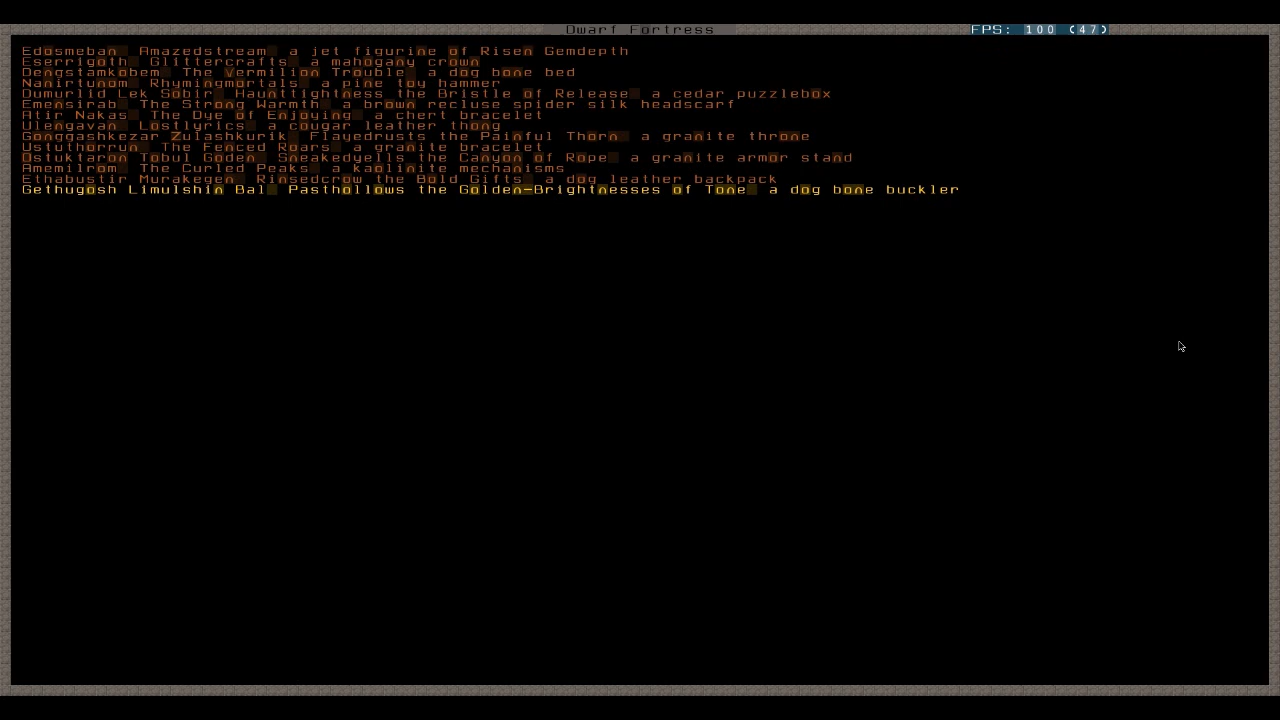 Dwarf Fortress
FPS: 100 (47)
Edosmeban Amazedstream a jet figurine of Risen Gemdepth
Eserrigoth Glittercrafts a mahogany crown
Dengstamkobem The Vermilion Trouble a dog bone bed
Nanirtunom Rhymingmortals a pine toy hammer
Dumurlid Lek Sobir Haunttightness the Bristle of Release a cedar puzzlebox
Emensirab The Strong Warmth a brown recluse spider silk headscarf
Atir Nakas The Dye of Enjoying a chert bracelet
Ulengavan Lostlyrics a cougar leather thong
Gonggashkezar Zulashkurik Flayedrusts the Painful Thorn a granite throne
Ustuthorrun The Fenced Roars a granite bracelet
Ostuktaron Tobul Goden Sneakedyells the Canyon of Rope a granite armor stand
Amemilrom The Curled Peaks a kaolinite mechanisms
Ethabustir Murakegen Rinsedcrow the Bold Gifts a dog leather backpack
Gethugosh Limulshin Bal Pasthollows the Golden-Brightnesses of Tone a dog bone buckler